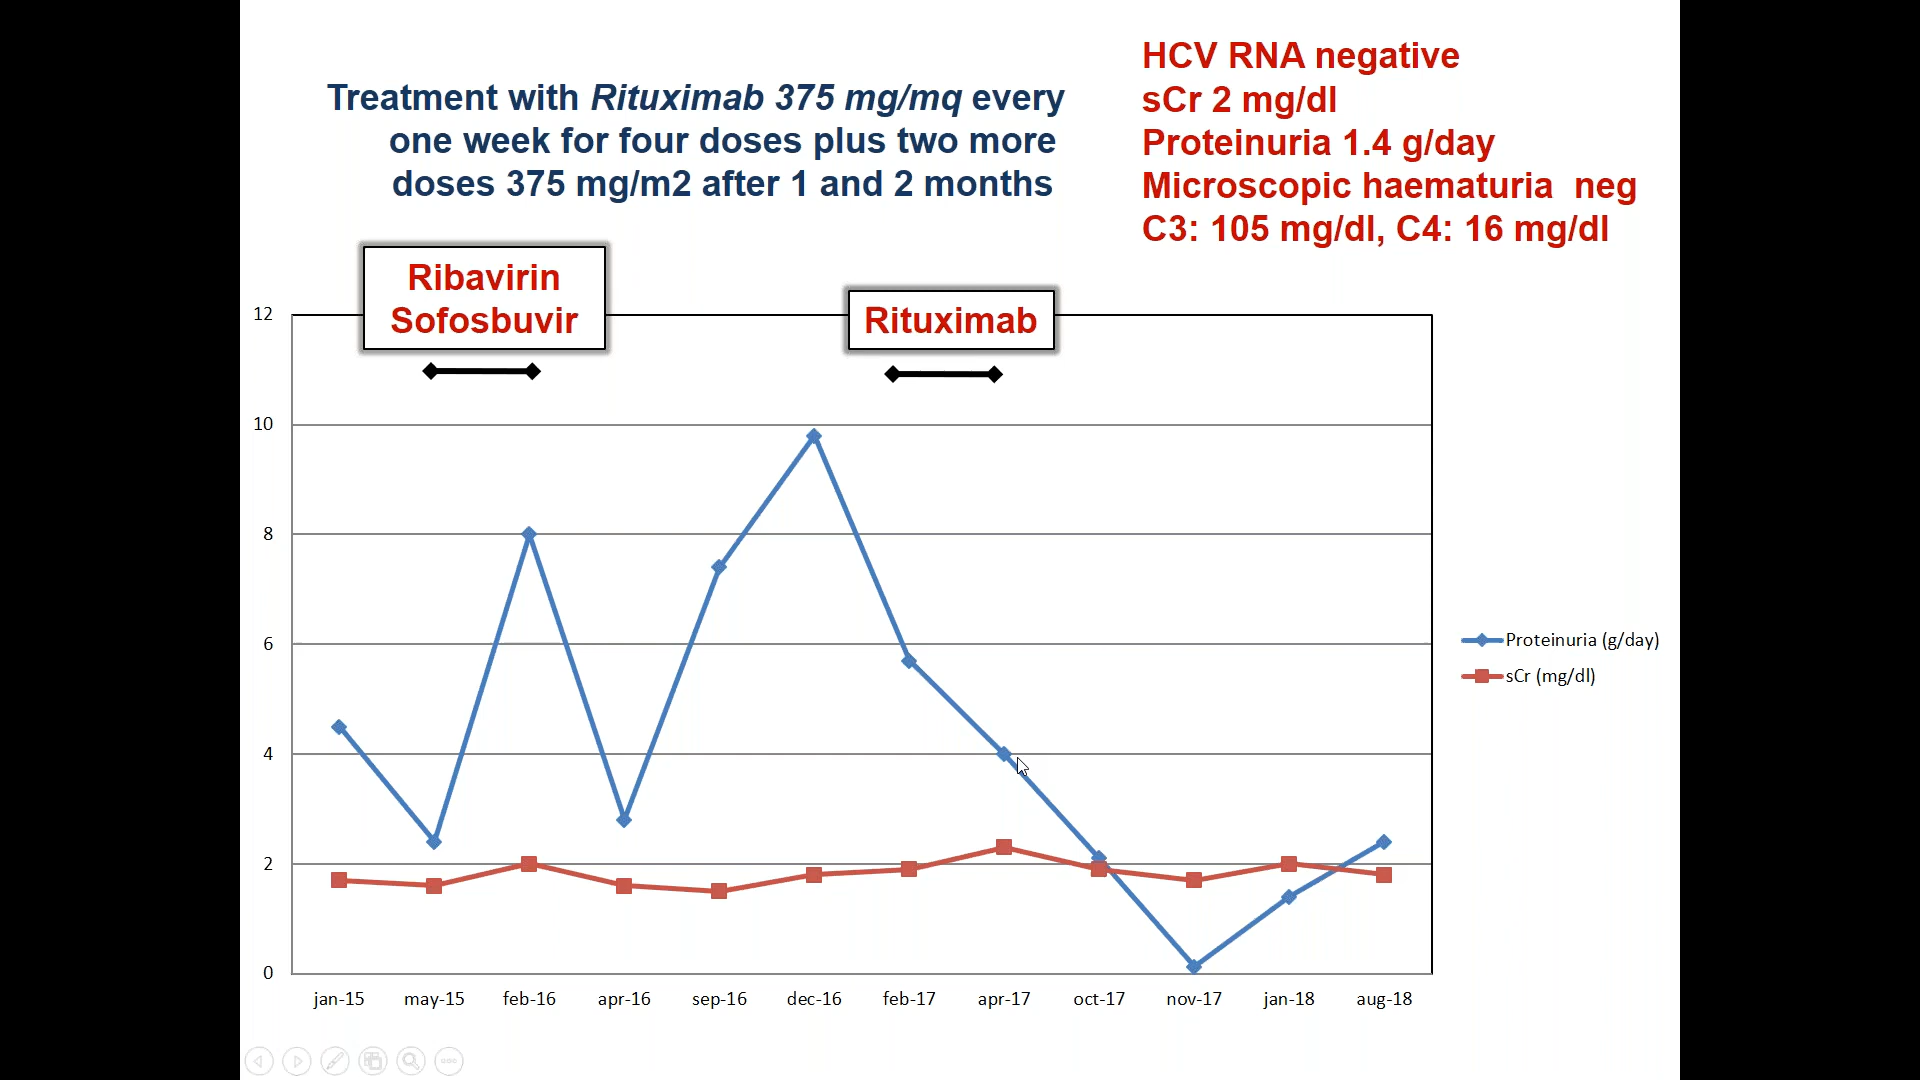 Treatment with Rituximab 375 mg/mq every
one week for four doses plus two more
doses 375 mg/m2 after 1 and 2 months
HCV RNA negative
sCr 2 mg/dl
Proteinuria 1.4 g/day
Microscopic haematuria  neg
C3: 105 mg/dl, C4: 16 mg/dl
Ribavirin
Sofosbuvir
Rituximab
12
10
8
6
4
2
0
jan-15 may-15 feb-16 apr-16 sep-16 dec-16 feb-17 apr-17 oct-17 nov-17 jan-18 aug-18
Proteinuria (g/day)
sCr (mg/dl)